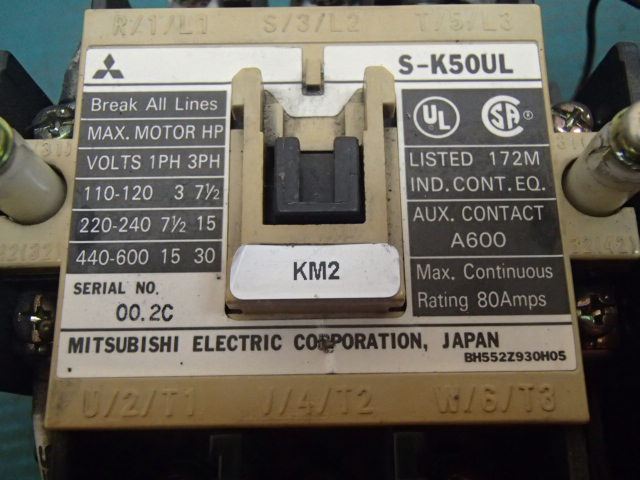 R/1/L1 S/3/L2 T/5/L3
S-K50UL
Break All Lines
MAX. MOTOR HP
VOLTS 1PH 3PH
110-120 3 7½
220-240 7½ 15
440-600 15 30
SERIAL NO.
00.2C
KM2
UL SA
LISTED 172M
IND.CONT.EQ.
AUX. CONTACT
A600
Max. Continuous
Rating 80Amps
MITSUBISHI ELECTRIC CORPORATION, JAPAN
BH552Z930H05
U/2/T1 /4/T2 W/6/T3